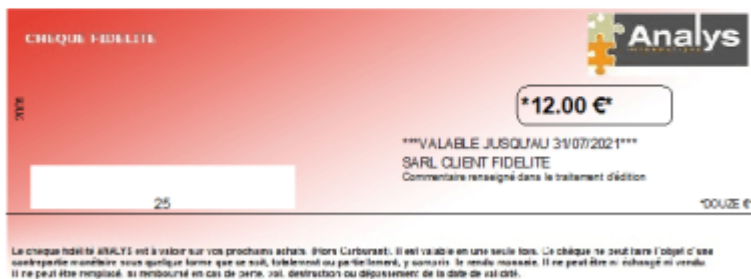 CHEQUE FIDELITE
Analys
informatique
*12.00 €*
***VALABLE JUSQU'AU 31/07/2021***
SARL CLIENT FIDELITE
Commentaire renseigné dans le traitement d'édition
25
*DOUZE €*
Le cheque fidélité ANALYS est à valoir sur vos prochains achats (Hors Carburant). Il est valable en une seule fois. Ce chèque ne peut faire l'objet d'une
contrepartie monétaire sous quelque forme que ce soit, totalement ou partiellement, y compris le rendu monnaie. Il ne peut être ni échangé ni vendu.
Il ne peut être remplacé, ni remboursé en cas de perte, vol, destruction ou dépassement de la date de validité.